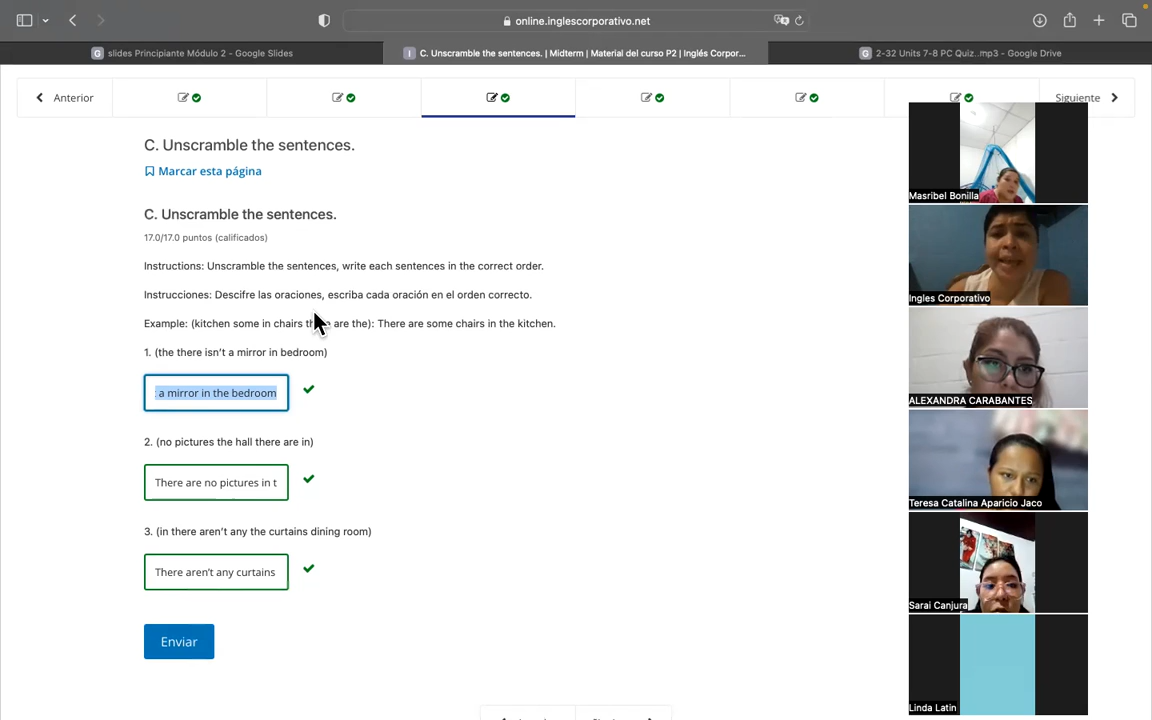 online.inglescorporativo.net
slides Principiante Módulo 2 - Google Slides
C. Unscramble the sentences. | Midterm | Material del curso P2 | Inglés Corpor...
2-32 Units 7-8 PC Quiz..mp3 - Google Drive
Anterior
Siguiente
C. Unscramble the sentences.
Marcar esta página
C. Unscramble the sentences.
17.0/17.0 puntos (calificados)
Instructions: Unscramble the sentences, write each sentences in the correct order.
Instrucciones: Descifre las oraciones, escriba cada oración en el orden correcto.
Example: (kitchen some in chairs are the): There are some chairs in the kitchen.
1. (the there isn't a mirror in bedroom)
a mirror in the bedroom
2. (no pictures the hall there are in)
There are no pictures in t
3. (in there aren't any the curtains dining room)
There aren't any curtains
Enviar
Masribel Bonilla
Ingles Corporativo
ALEXANDRA CARABANTES
Teresa Catalina Aparicio Jaco
Sarai Canjura
Linda Latin